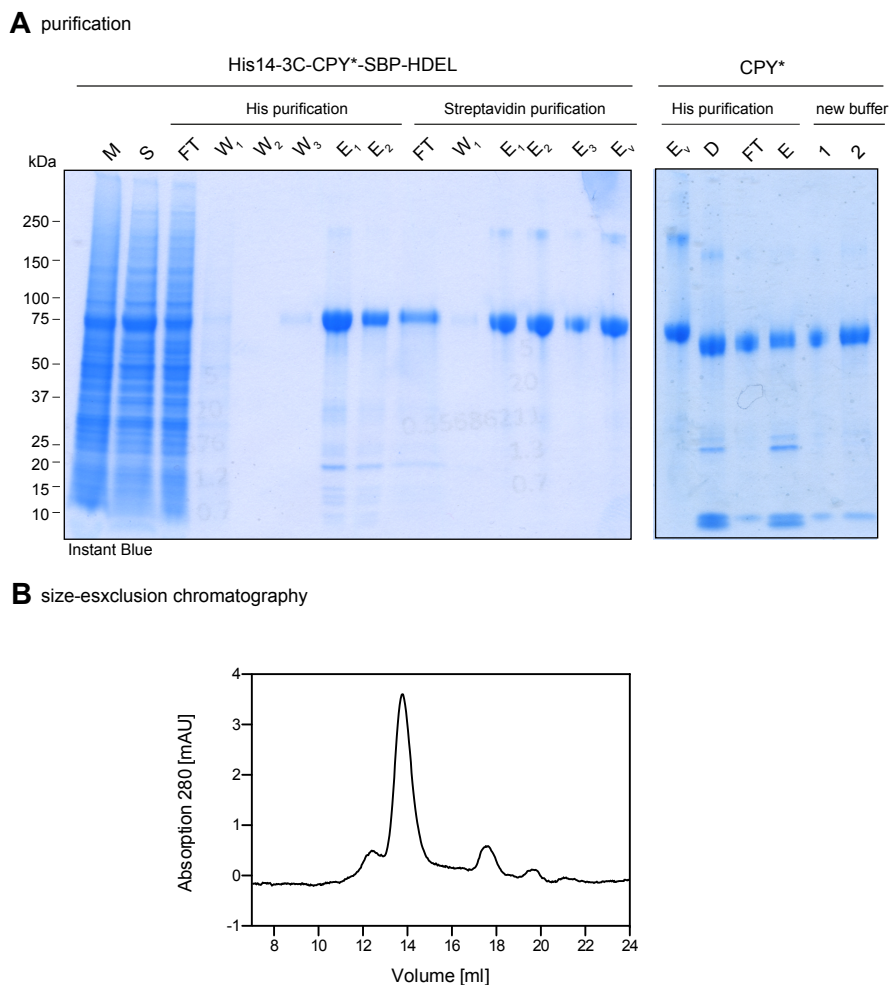 A purification
His14-3C-CPY*-SBP-HDEL
CPY*
His purification
Streptavidin purification
His purification
new buffer
kDa
M S FT W1 W2 W3 E1 E2 FT W1 E1 E2 E3 Ev
Ev D FT E 1 2
250
150
100
75
50
37
25
20
15
10
Instant Blue
B size-esxclusion chromatography
Absorption 280 [mAU]
4
3
2
1
0
-1
8 10 12 14 16 18 20 22 24
Volume [ml]